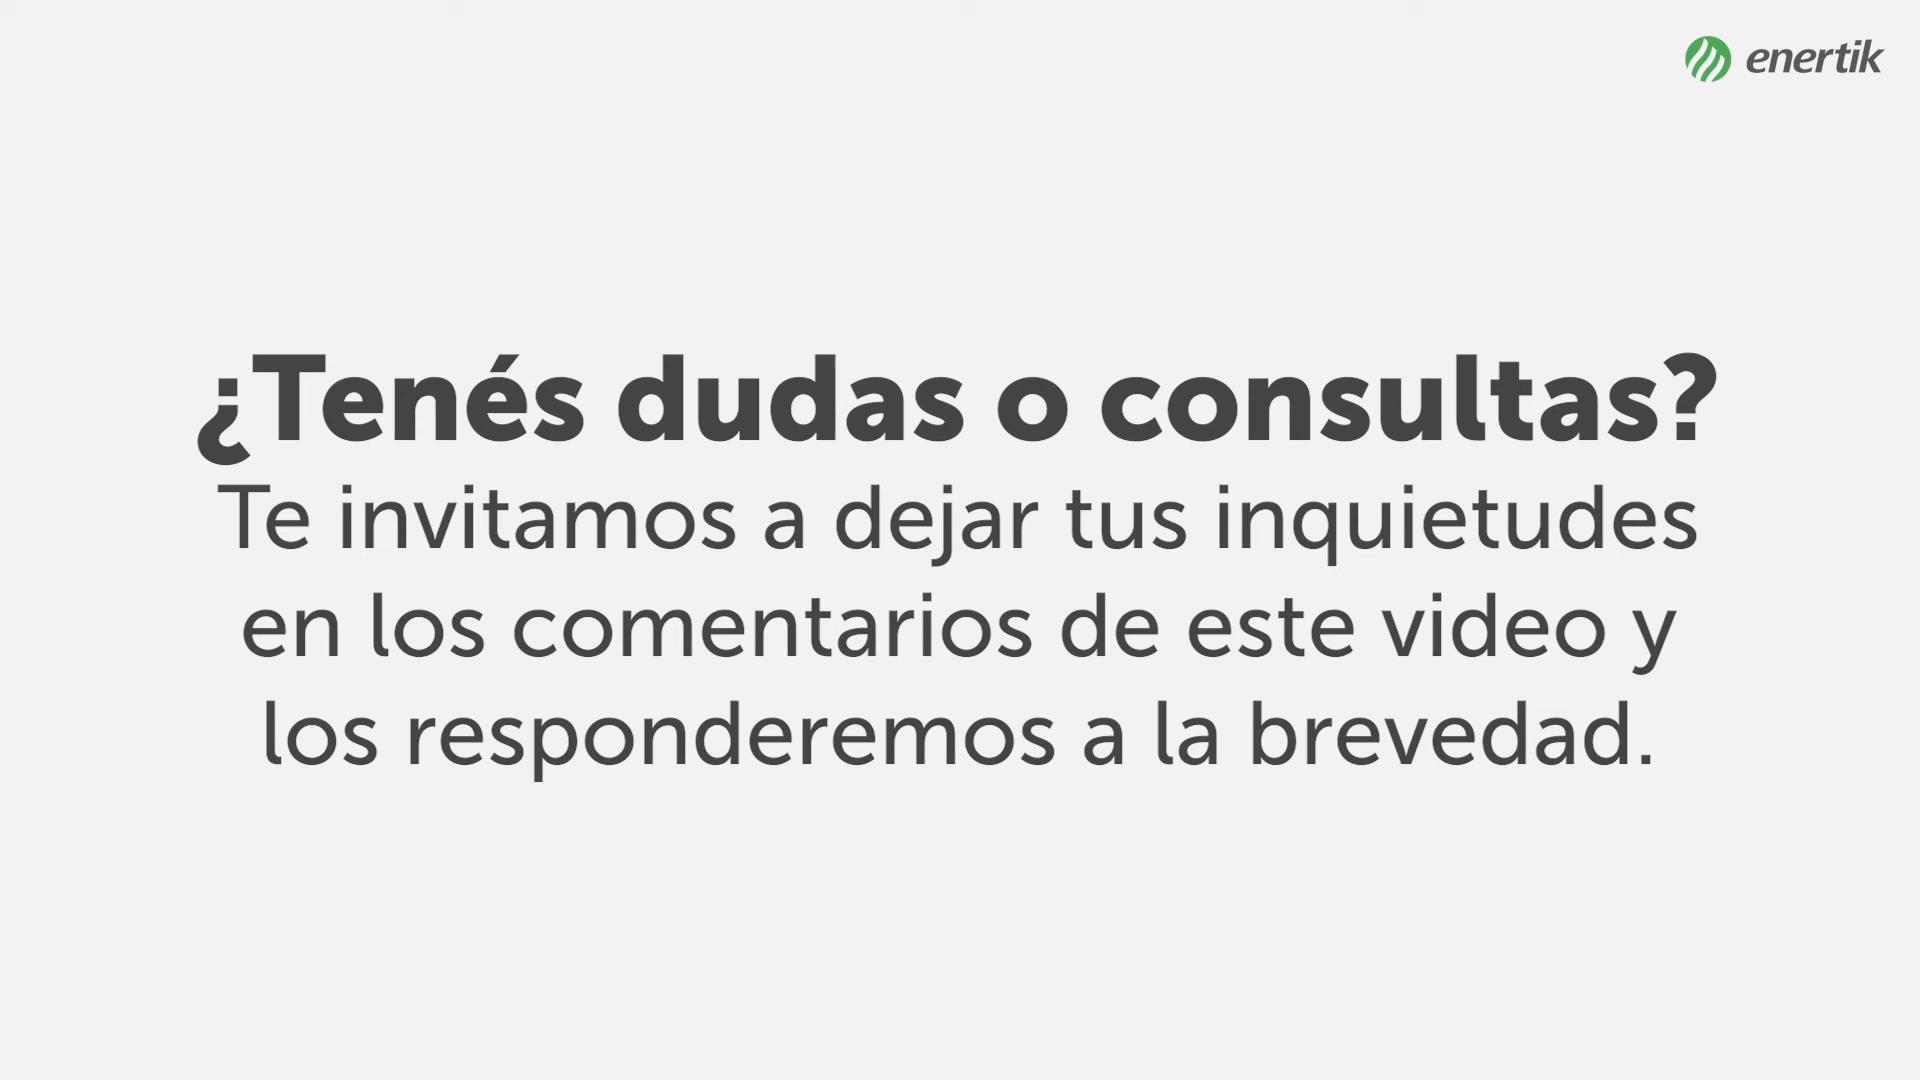 enertik
¿Tenés dudas o consultas?
Te invitamos a dejar tus inquietudes
en los comentarios de este video y
los responderemos a la brevedad.